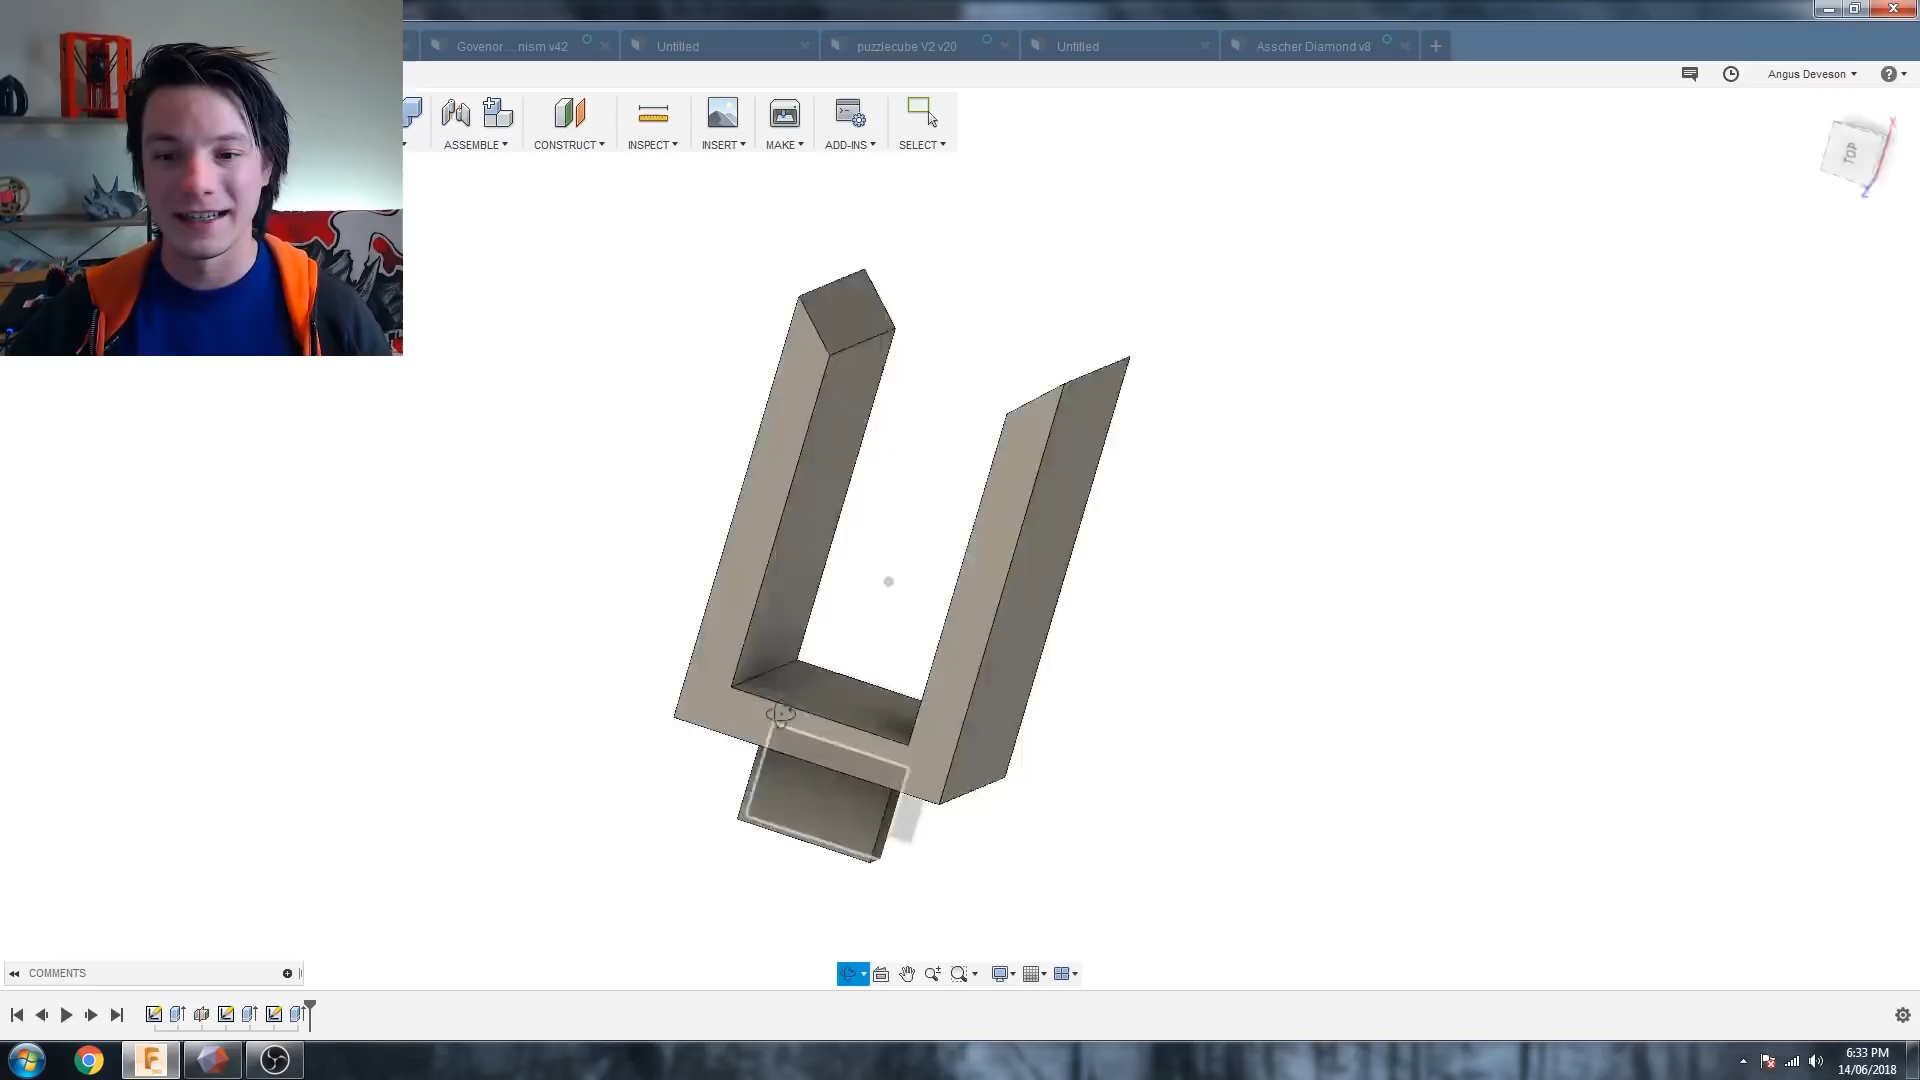 Govenor ... nism v42
Untitled
puzzlecube V2 v20
Untitled
Asscher Diamond v8
Angus Deveson
ASSEMBLE
CONSTRUCT
INSPECT
INSERT
MAKE
ADD-INS
SELECT
TOP
X
Z
COMMENTS
6:33 PM
14/06/2018